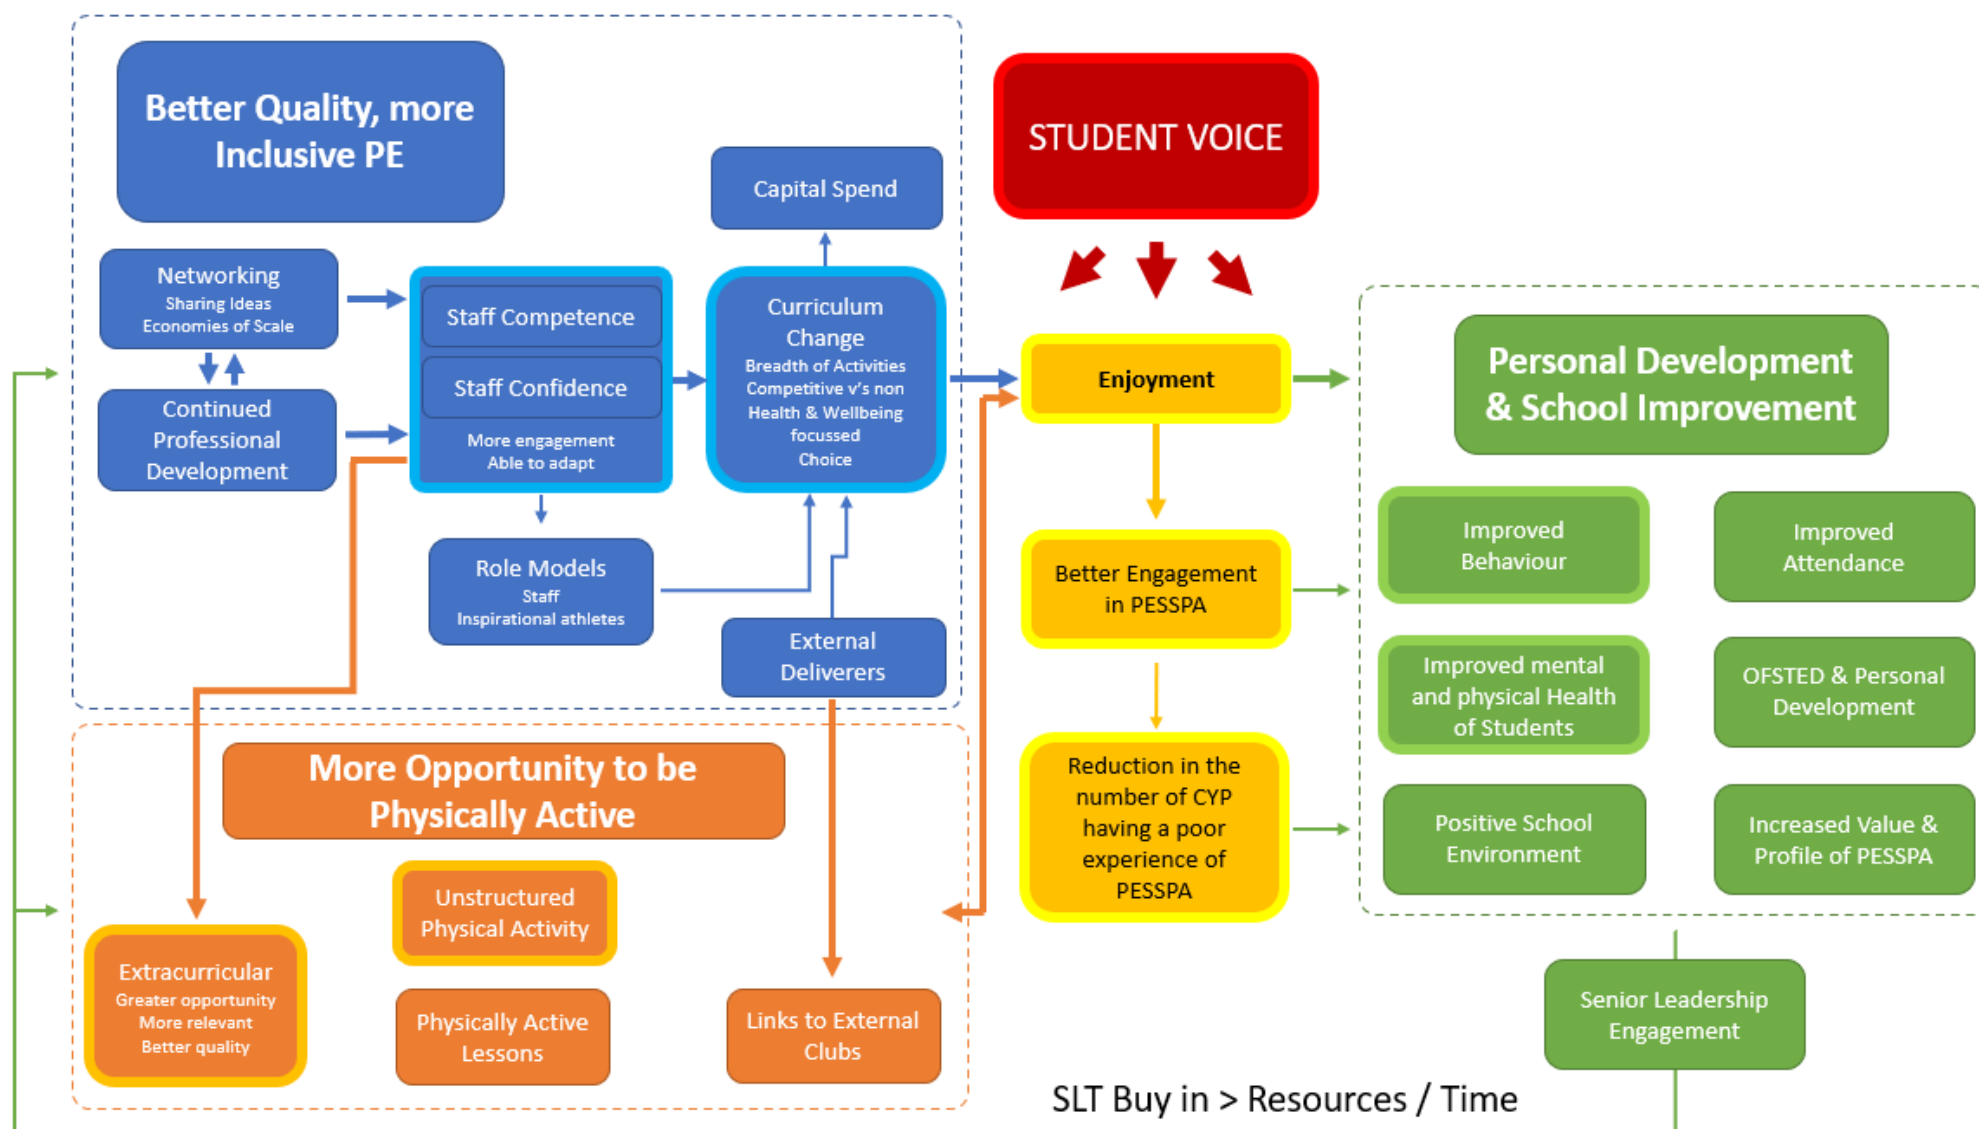 Better Quality, more
Inclusive PE
Capital Spend
Networking
Sharing Ideas
Economies of Scale
Continued
Professional
Development
Staff Competence
Staff Confidence
More engagement
Able to adapt
Curriculum
Change
Breadth of Activities
Competitive v's non
Health & Wellbeing
focussed
Choice
Role Models
Staff
Inspirational athletes
External
Deliverers
More Opportunity to be
Physically Active
Unstructured
Physical Activity
Extracurricular
Greater opportunity
More relevant
Better quality
Physically Active
Lessons
Links to External
Clubs
STUDENT VOICE
Enjoyment
Better Engagement
in PESSPA
Reduction in the
number of CYP
having a poor
experience of
PESSPA
Personal Development
& School Improvement
Improved
Behaviour
Improved
Attendance
Improved mental
and physical Health
of Students
OFSTED & Personal
Development
Positive School
Environment
Increased Value &
Profile of PESSPA
Senior Leadership
Engagement
SLT Buy in > Resources / Time